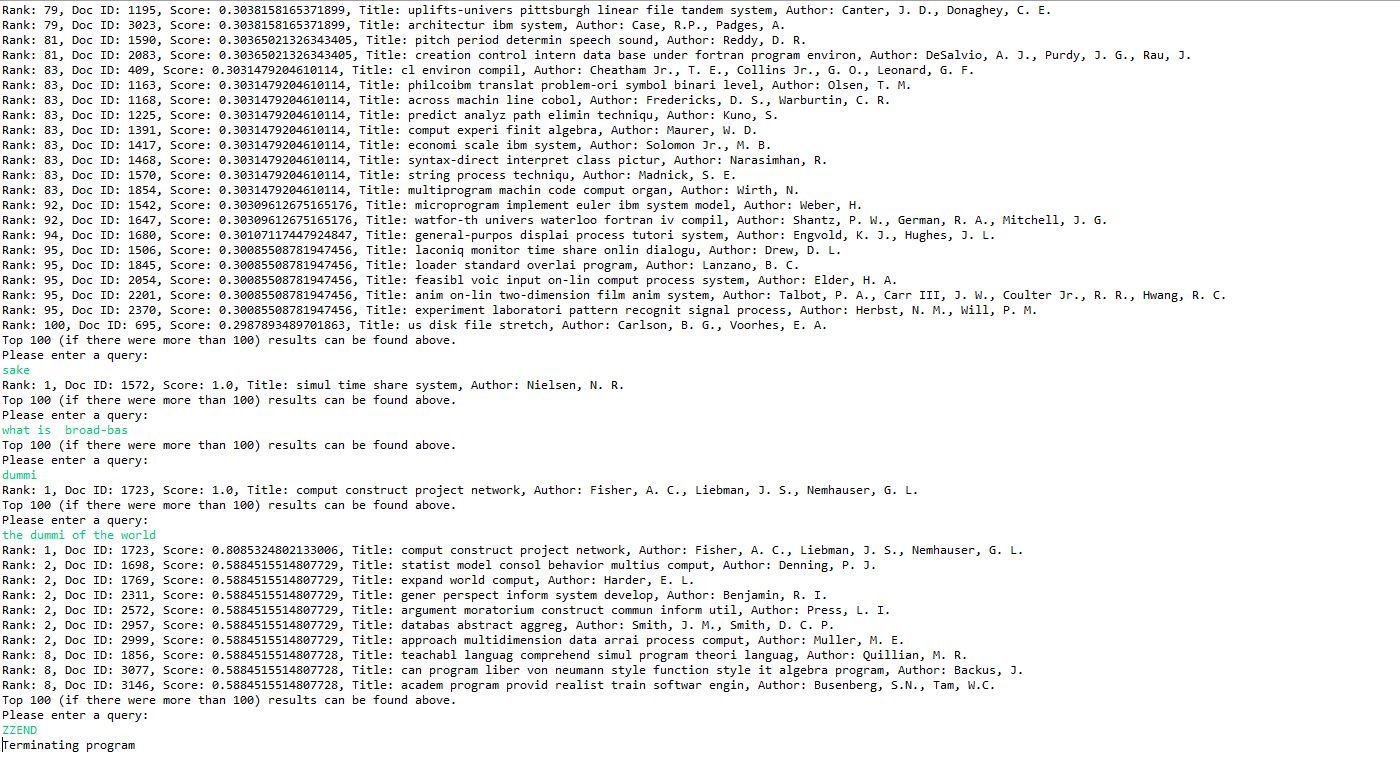 Rank: 79, Doc ID: 1195, Score: 0.3038158165371899, Title: uplifts-univers pittsburgh linear file tandem system, Author: Canter, J. D., Donaghey, C. E.
Rank: 79, Doc ID: 3023, Score: 0.3038158165371899, Title: architectur ibm system, Author: Case, R.P., Padges, A.
Rank: 81, Doc ID: 1590, Score: 0.30365021326343405, Title: pitch period determin speech sound, Author: Reddy, D. R.
Rank: 81, Doc ID: 2083, Score: 0.30365021326343405, Title: creation control intern data base under fortran program environ, Author: DeSalvio, A. J., Purdy, J. G., Rau, J.
Rank: 83, Doc ID: 409, Score: 0.3031479204610114, Title: cl environ compil, Author: Cheatham Jr., T. E., Collins Jr., G. O., Leonard, G. F.
Rank: 83, Doc ID: 1163, Score: 0.3031479204610114, Title: philcoibm translat problem-ori symbol binari level, Author: Olsen, T. M.
Rank: 83, Doc ID: 1168, Score: 0.3031479204610114, Title: across machin line cobol, Author: Fredericks, D. S., Warburtin, C. R.
Rank: 83, Doc ID: 1225, Score: 0.3031479204610114, Title: predict analyz path elimin techniqu, Author: Kuno, S.
Rank: 83, Doc ID: 1391, Score: 0.3031479204610114, Title: comput experi finit algebra, Author: Maurer, W. D.
Rank: 83, Doc ID: 1417, Score: 0.3031479204610114, Title: economi scale ibm system, Author: Solomon Jr., M. B.
Rank: 83, Doc ID: 1468, Score: 0.3031479204610114, Title: syntax-direct interpret class pictur, Author: Narasimhan, R.
Rank: 83, Doc ID: 1570, Score: 0.3031479204610114, Title: string process techniqu, Author: Madnick, S. E.
Rank: 83, Doc ID: 1854, Score: 0.3031479204610114, Title: multiprogram machin code comput organ, Author: Wirth, N.
Rank: 92, Doc ID: 1542, Score: 0.30309612675165176, Title: microprogram implement euler ibm system model, Author: Weber, H.
Rank: 92, Doc ID: 1647, Score: 0.30309612675165176, Title: watfor-th univers waterloo fortran iv compil, Author: Shantz, P. W., German, R. A., Mitchell, J. G.
Rank: 94, Doc ID: 1680, Score: 0.30107117447924847, Title: general-purpos displai process tutori system, Author: Engvold, K. J., Hughes, J. L.
Rank: 95, Doc ID: 1506, Score: 0.30085508781947456, Title: laconiq monitor time share onlin dialogu, Author: Drew, D. L.
Rank: 95, Doc ID: 1845, Score: 0.30085508781947456, Title: loader standard overlai program, Author: Lanzano, B. C.
Rank: 95, Doc ID: 2054, Score: 0.30085508781947456, Title: feasibl voic input on-lin comput process system, Author: Elder, H. A.
Rank: 95, Doc ID: 2201, Score: 0.30085508781947456, Title: anim on-lin two-dimension film anim system, Author: Talbot, P. A., Carr III, J. W., Coulter Jr., R. R., Hwang, R. C.
Rank: 95, Doc ID: 2370, Score: 0.30085508781947456, Title: experiment laboratori pattern recognit signal process, Author: Herbst, N. M., Will, P. M.
Rank: 100, Doc ID: 695, Score: 0.2987893489701863, Title: us disk file stretch, Author: Carlson, B. G., Voorhes, E. A.
Top 100 (if there were more than 100) results can be found above.
Please enter a query:
sake
Rank: 1, Doc ID: 1572, Score: 1.0, Title: simul time share system, Author: Nielsen, N. R.
Top 100 (if there were more than 100) results can be found above.
Please enter a query:
what is  broad-bas
Top 100 (if there were more than 100) results can be found above.
Please enter a query:
dummi
Rank: 1, Doc ID: 1723, Score: 1.0, Title: comput construct project network, Author: Fisher, A. C., Liebman, J. S., Nemhauser, G. L.
Top 100 (if there were more than 100) results can be found above.
Please enter a query:
the dummi of the world
Rank: 1, Doc ID: 1723, Score: 0.8085324802133006, Title: comput construct project network, Author: Fisher, A. C., Liebman, J. S., Nemhauser, G. L.
Rank: 2, Doc ID: 1698, Score: 0.5884515514807729, Title: statist model consol behavior multius comput, Author: Denning, P. J.
Rank: 2, Doc ID: 1769, Score: 0.5884515514807729, Title: expand world comput, Author: Harder, E. L.
Rank: 2, Doc ID: 2311, Score: 0.5884515514807729, Title: gener perspect inform system develop, Author: Benjamin, R. I.
Rank: 2, Doc ID: 2572, Score: 0.5884515514807729, Title: argument moratorium construct commun inform util, Author: Press, L. I.
Rank: 2, Doc ID: 2957, Score: 0.5884515514807729, Title: databas abstract aggreg, Author: Smith, J. M., Smith, D. C. P.
Rank: 2, Doc ID: 2999, Score: 0.5884515514807729, Title: approach multidimension data arrai process comput, Author: Muller, M. E.
Rank: 8, Doc ID: 1856, Score: 0.5884515514807728, Title: teachabl languag comprehend simul program theori languag, Author: Quillian, M. R.
Rank: 8, Doc ID: 3077, Score: 0.5884515514807728, Title: can program liber von neumann style function style it algebra program, Author: Backus, J.
Rank: 8, Doc ID: 3146, Score: 0.5884515514807728, Title: academ program provid realist train softwar engin, Author: Busenberg, S.N., Tam, W.C.
Top 100 (if there were more than 100) results can be found above.
Please enter a query:
ZZEND
Terminating program